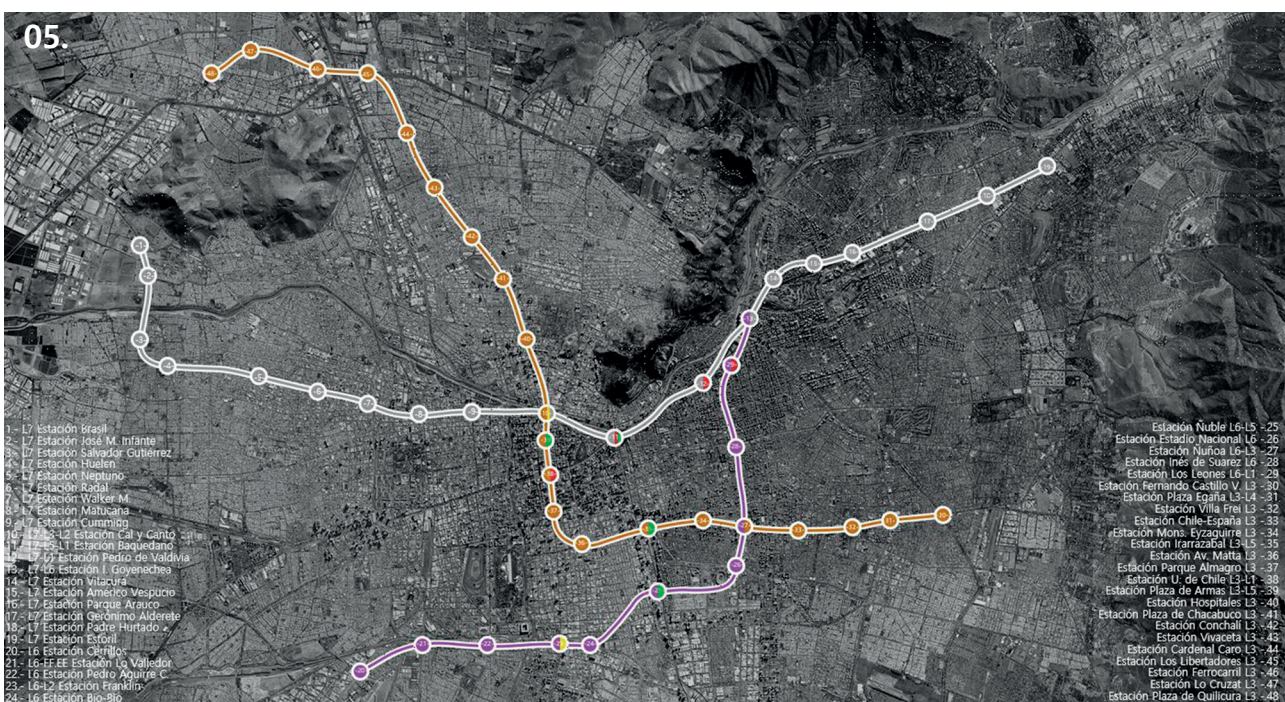 05.
1.- L7 Estación Brasil
2.- L7 Estación José M. Infante
3.- L7 Estación Salvador Gutiérrez
4.- L7 Estación Huelen
5.- L7 Estación Neptuno
6.- L7 Estación Radal
7.- L7 Estación Walker M.
8.- L7 Estación Matucana
9.- L7 Estación Cumming
10.- L7-L3-L2 Estación Cal y Canto
11.- L7-L5-L1 Estación Baquedano
12.- L7-L1 Estación Pedro de Valdivia
13.- L7-L6 Estación I. Goyenechea
14.- L7 Estación Vitacura
15.- L7 Estación Américo Vespucio
16.- L7 Estación Parque Arauco
17.- L7 Estación Gerónimo Alderete
18.- L7 Estación Padre Hurtado
19.- L7 Estación Estoril
20.- L6 Estación Cerrillos
21.- L6-FF.EE Estación Lo Valledor
22.- L6 Estación Pedro Aguirre C.
23.- L6-L2 Estación Franklin
24.- L6 Estación Bío-Bío
Estación Ñuble L6-L5 -.25
Estación Estadio Nacional L6 -.26
Estación Ñuñoa L6-L3 -.27
Estación Inés de Suarez L6 -.28
Estación Los Leones L6-L1 -.29
Estación Fernando Castillo V. L3 -.30
Estación Plaza Egaña L3-L4 -.31
Estación Villa Frei L3 -.32
Estación Chile-España L3 -.33
Estación Mons. Eyzaguirre L3 -.34
Estación Irarrazabal L3-L5 -.35
Estación Av. Matta L3 -.36
Estación Parque Almagro L3 -.37
Estación U. de Chile L3-L1 -.38
Estación Plaza de Armas L3-L5 -.39
Estación Hospitales L3 -.40
Estación Plaza de Chacabuco L3 -.41
Estación Conchalí L3 -.42
Estación Vivaceta L3 -.43
Estación Cardenal Caro L3 -.44
Estación Los Libertadores L3 -.45
Estación Ferrocarril L3 -.46
Estación Lo Cruzat L3 -.47
Estación Plaza de Quilicura L3 -.48